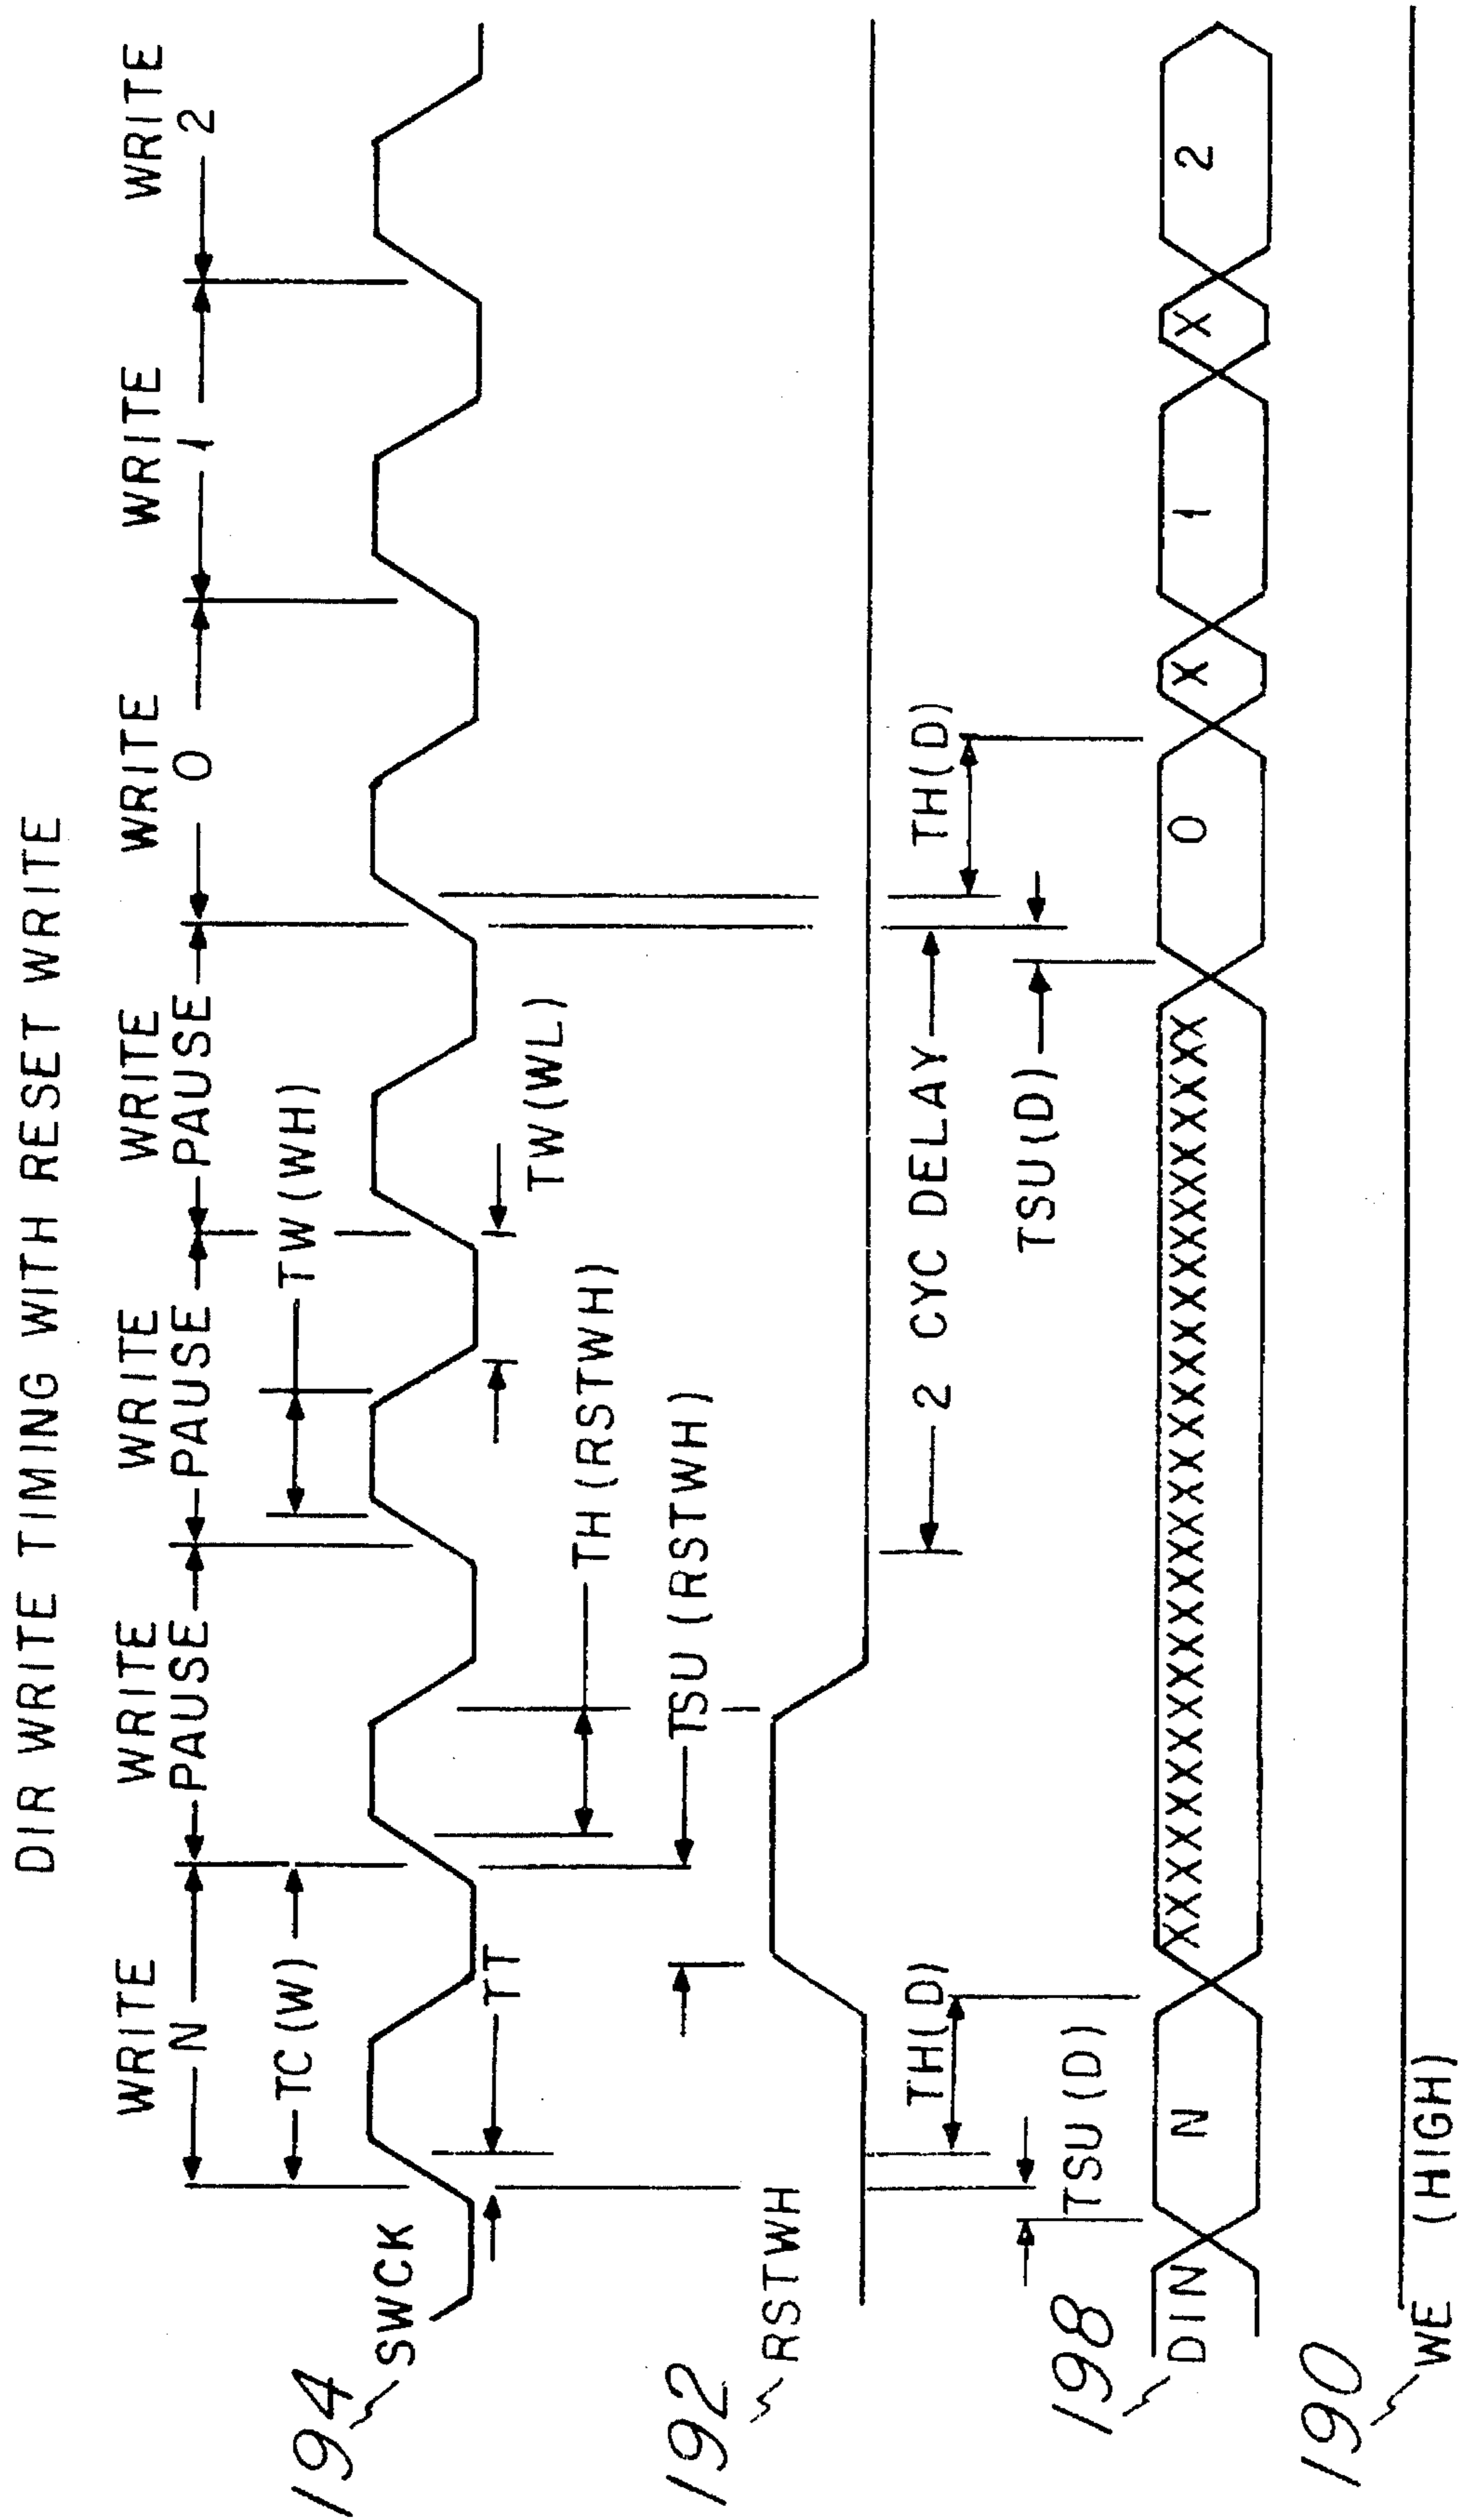 DIR WRITE TIMING WITH RESET WRITE
WRITE N
WRITE PAUSE
WRITE PAUSE
WRITE PAUSE
WRITE 0
WRITE 1
WRITE 2
TC(W)
TW(WH)
194
SWCK
TT
TW(WL)
TH(RSTWH)
TSU(RSTWH)
192
RSTWH
TH(D)
2 CYC DELAY
TH(D)
TSU(D)
TSU(D)
198
DIN
N
XXXXXXXXXXXXXXXXXXXXXXXXXXXXX
0
X
1
X
2
190
WE (HIGH)